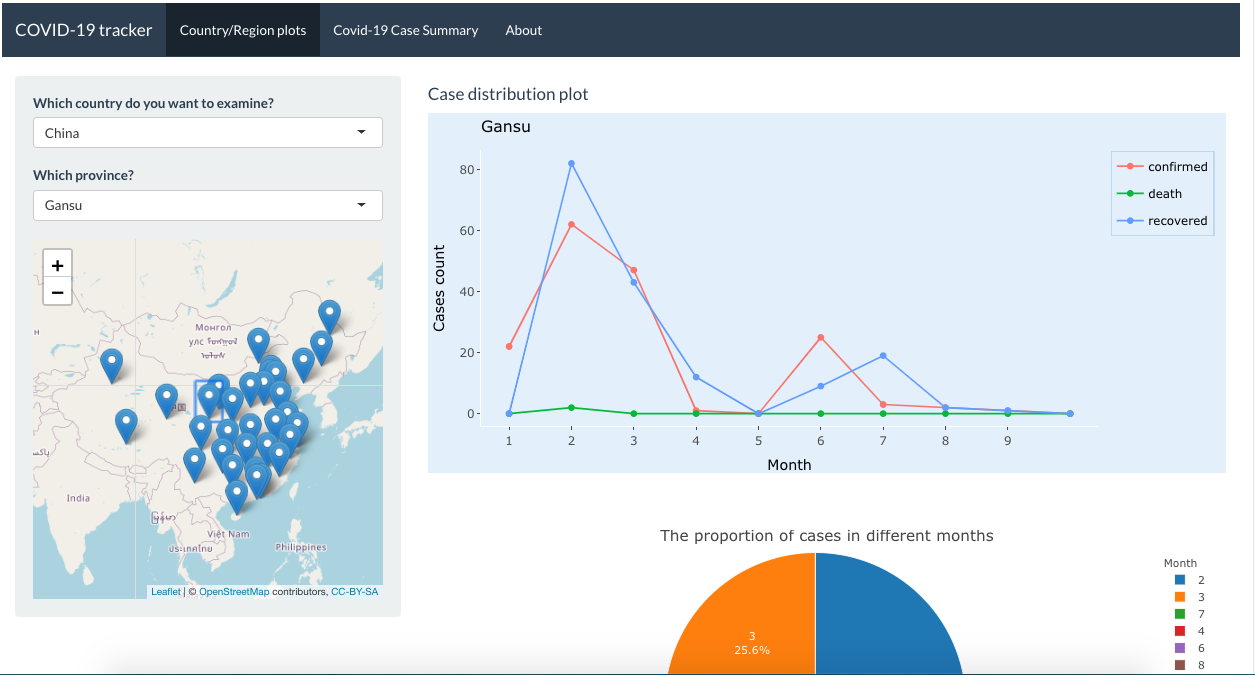 COVID-19 tracker
Country/Region plots
Covid-19 Case Summary
About
Which country do you want to examine?
China
Which province?
Gansu
+
−
Монгол
улс
India
Việt Nam
ประเทศไทย
Philippines
Leaflet | © OpenStreetMap contributors, CC-BY-SA
Case distribution plot
Gansu
80
60
40
20
0
Cases count
1 2 3 4 5 6 7 8 9
Month
confirmed
death
recovered
The proportion of cases in different months
3
25.6%
Month
2
3
7
4
6
8